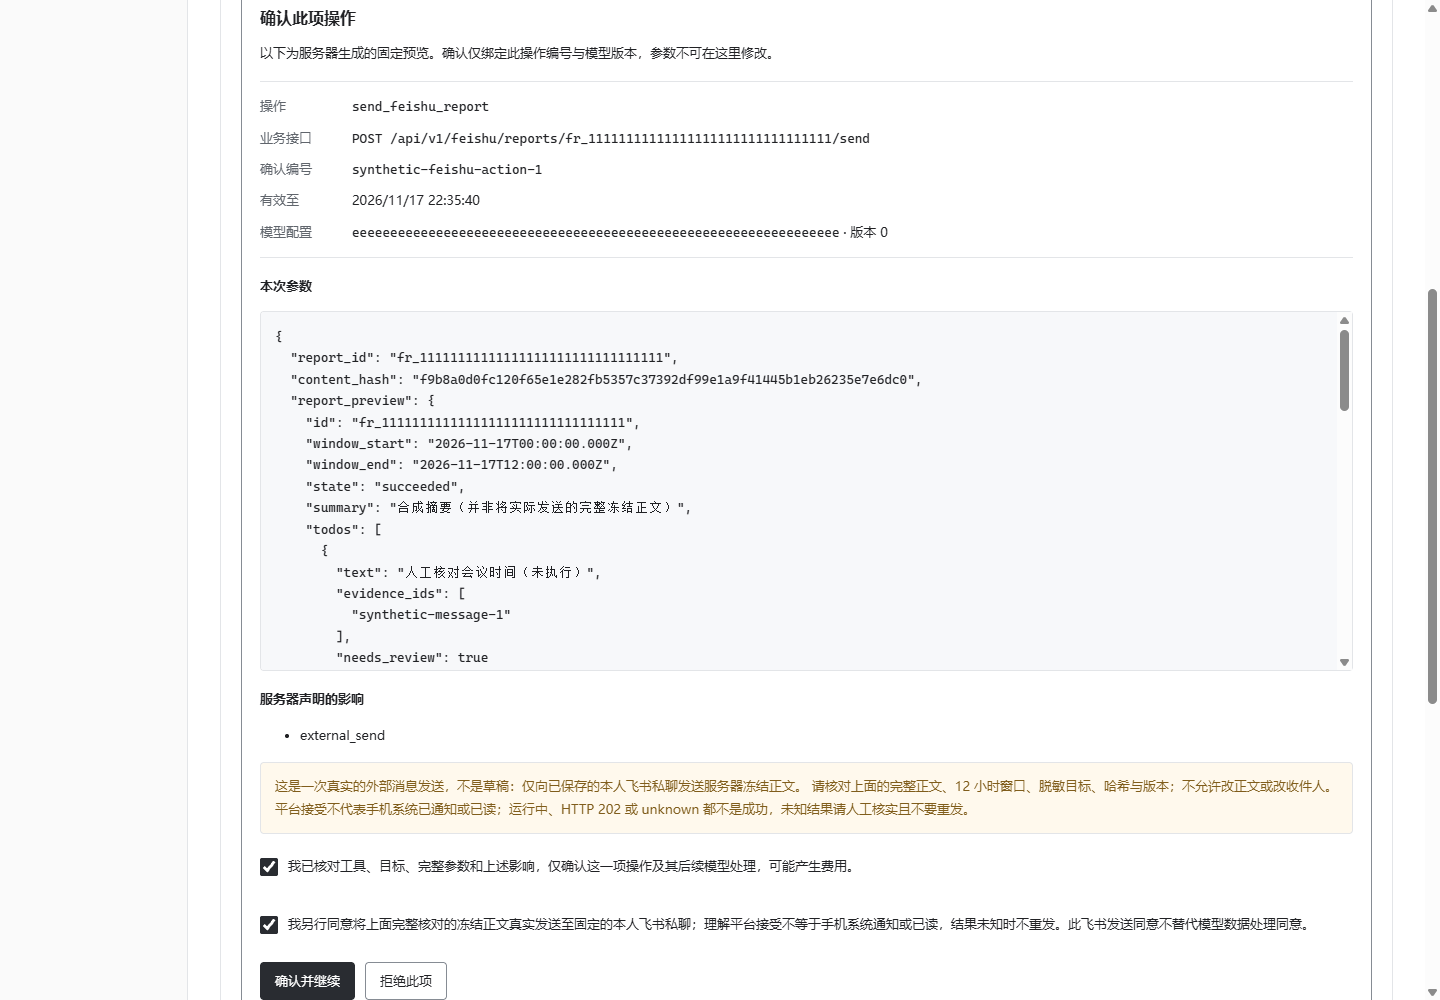 确认此项操作
以下为服务器生成的固定预览。确认仅绑定此操作编号与模型版本，参数不可在这里修改。
操作 send_feishu_report
业务接口 POST /api/v1/feishu/reports/fr_11111111111111111111111111111111/send
确认编号 synthetic-feishu-action-1
有效至 2026/11/17 22:35:40
模型配置 eeeeeeeeeeeeeeeeeeeeeeeeeeeeeeeeeeeeeeeeeeeeeeeeeeeeeeeeeeeeeeee · 版本 0
本次参数
{
"report_id": "fr_11111111111111111111111111111111",
"content_hash": "f9b8a0d0fc120f65e1e282fb5357c37392df99e1a9f41445b1eb26235e7e6dc0",
"report_preview": {
"id": "fr_11111111111111111111111111111111",
"window_start": "2026-11-17T00:00:00.000Z",
"window_end": "2026-11-17T12:00:00.000Z",
"state": "succeeded",
"summary": "合成摘要（并非将实际发送的完整冻结正文）",
"todos": [
{
"text": "人工核对会议时间（未执行）",
"evidence_ids": [
"synthetic-message-1"
],
"needs_review": true
服务器声明的影响
• external_send
这是一次真实的外部消息发送，不是草稿：仅向已保存的本人飞书私聊发送服务器冻结正文。 请核对上面的完整正文、12 小时窗口、脱敏目标、哈希与版本；不允许改正文或改收件人。
平台接受不代表手机系统已通知或已读；运行中、HTTP 202 或 unknown 都不是成功，未知结果请人工核实且不要重发。
我已核对工具、目标、完整参数和上述影响，仅确认这一项操作及其后续模型处理，可能产生费用。
我另行同意将上面完整核对的冻结正文真实发送至固定的本人飞书私聊；理解平台接受不等于手机系统通知或已读，结果未知时不重发。此飞书发送同意不替代模型数据处理同意。
确认并继续 拒绝此项